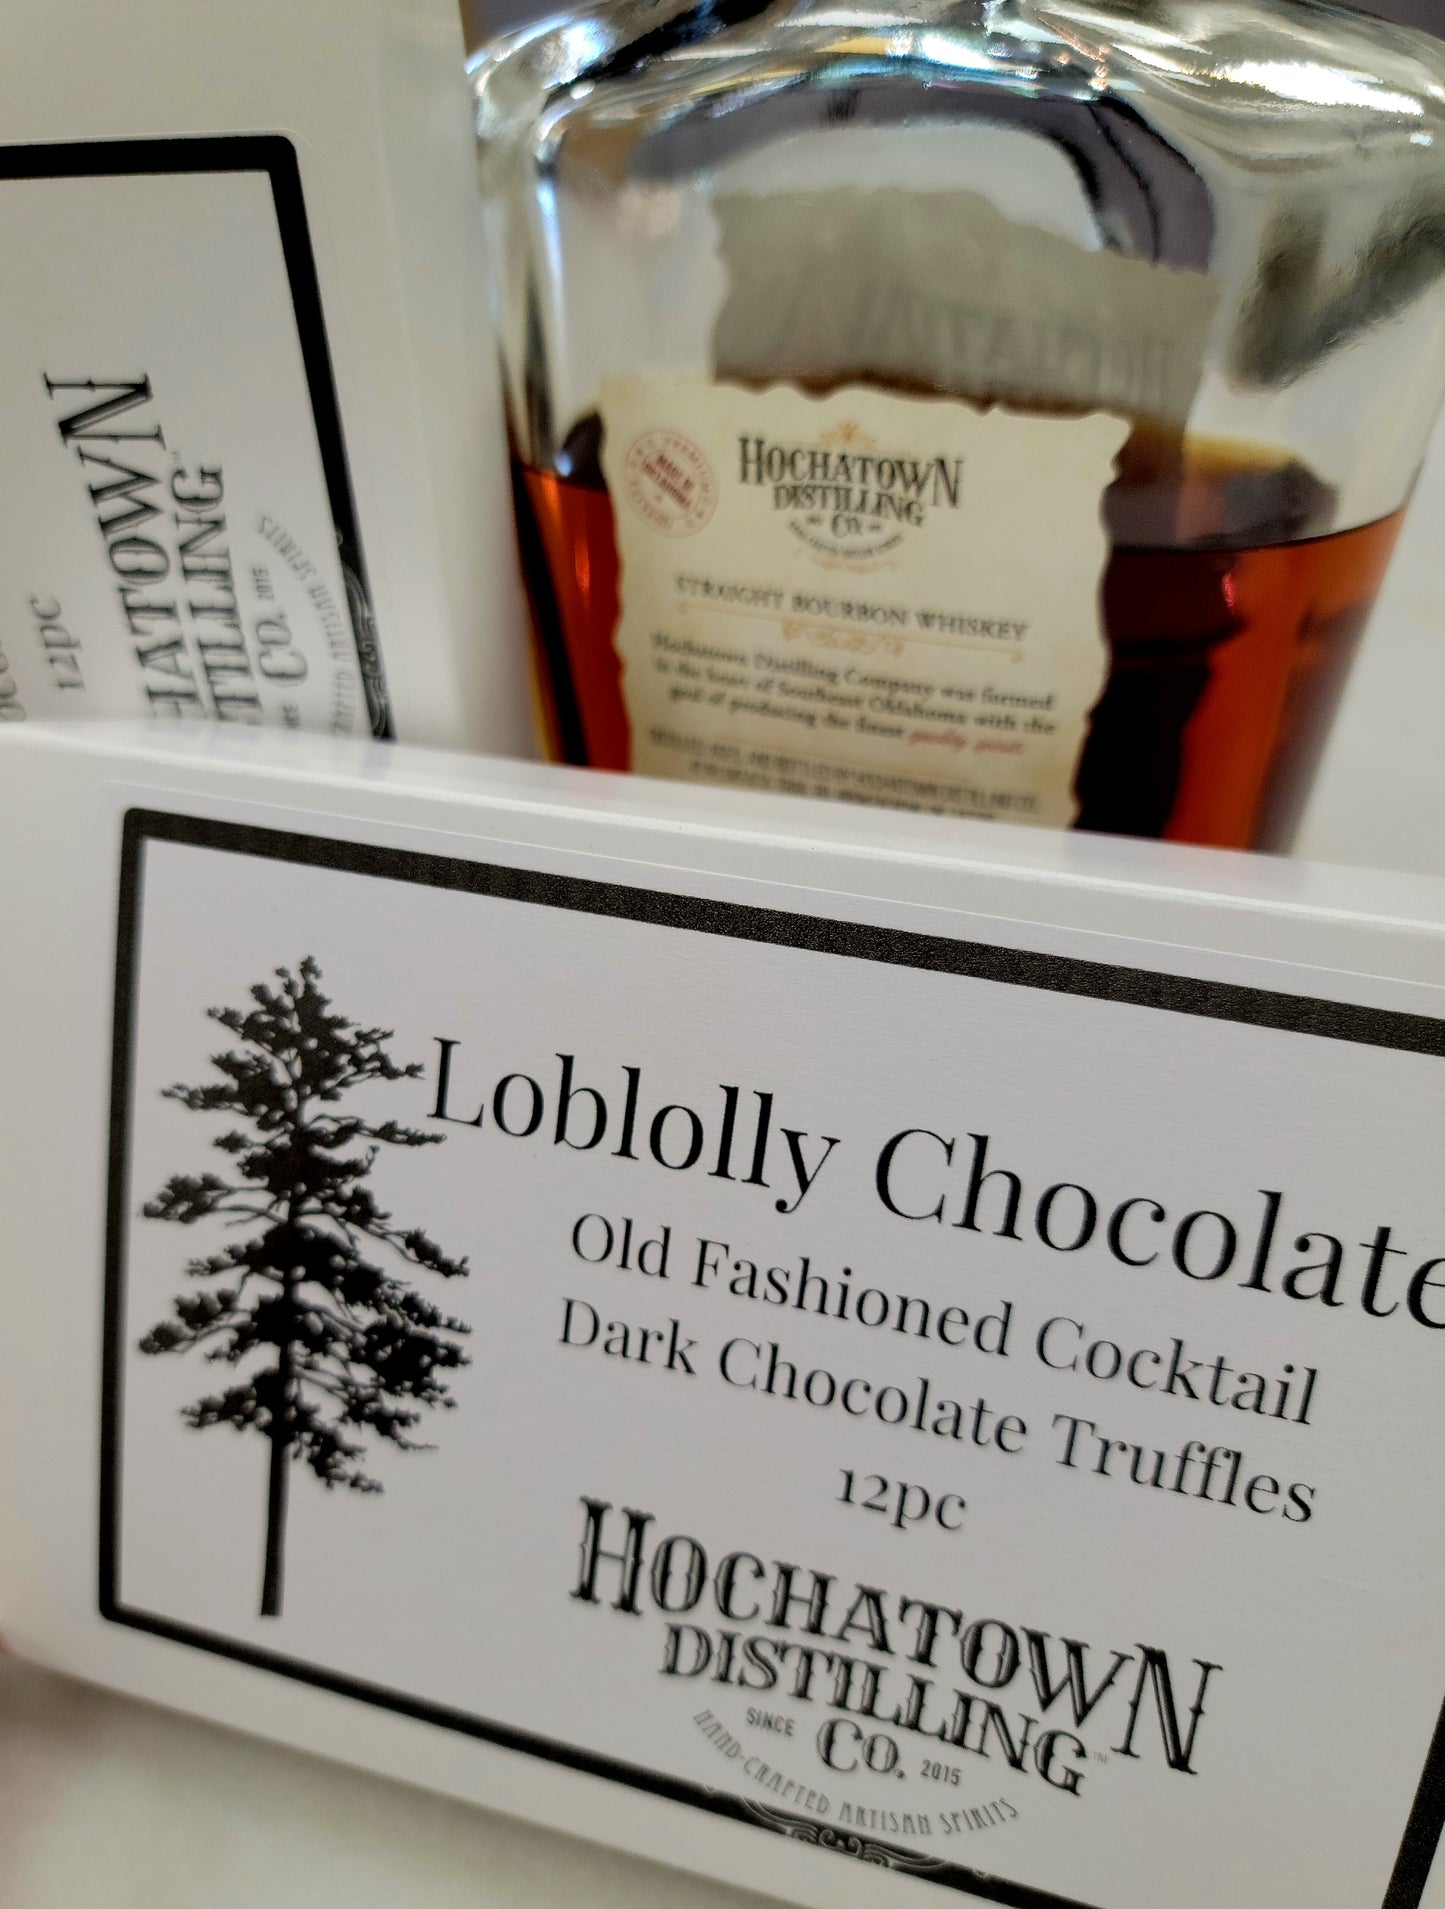 12pc
HOCHATOWN
DISTILLING
CO.
2015
HOCHATOWN
DISTILLING
CO.
STRAIGHT BOURBON WHISKEY
Hochatown Distilling Company was formed
in the heart of Southeast Oklahoma with the
goal of producing the finest quality spirits.
Loblolly Chocolate
Old Fashioned Cocktail
Dark Chocolate Truffles
12pc
HOCHATOWN
DISTILLING
SINCE CO. 2015
HAND-CRAFTED ARTISAN SPIRITS